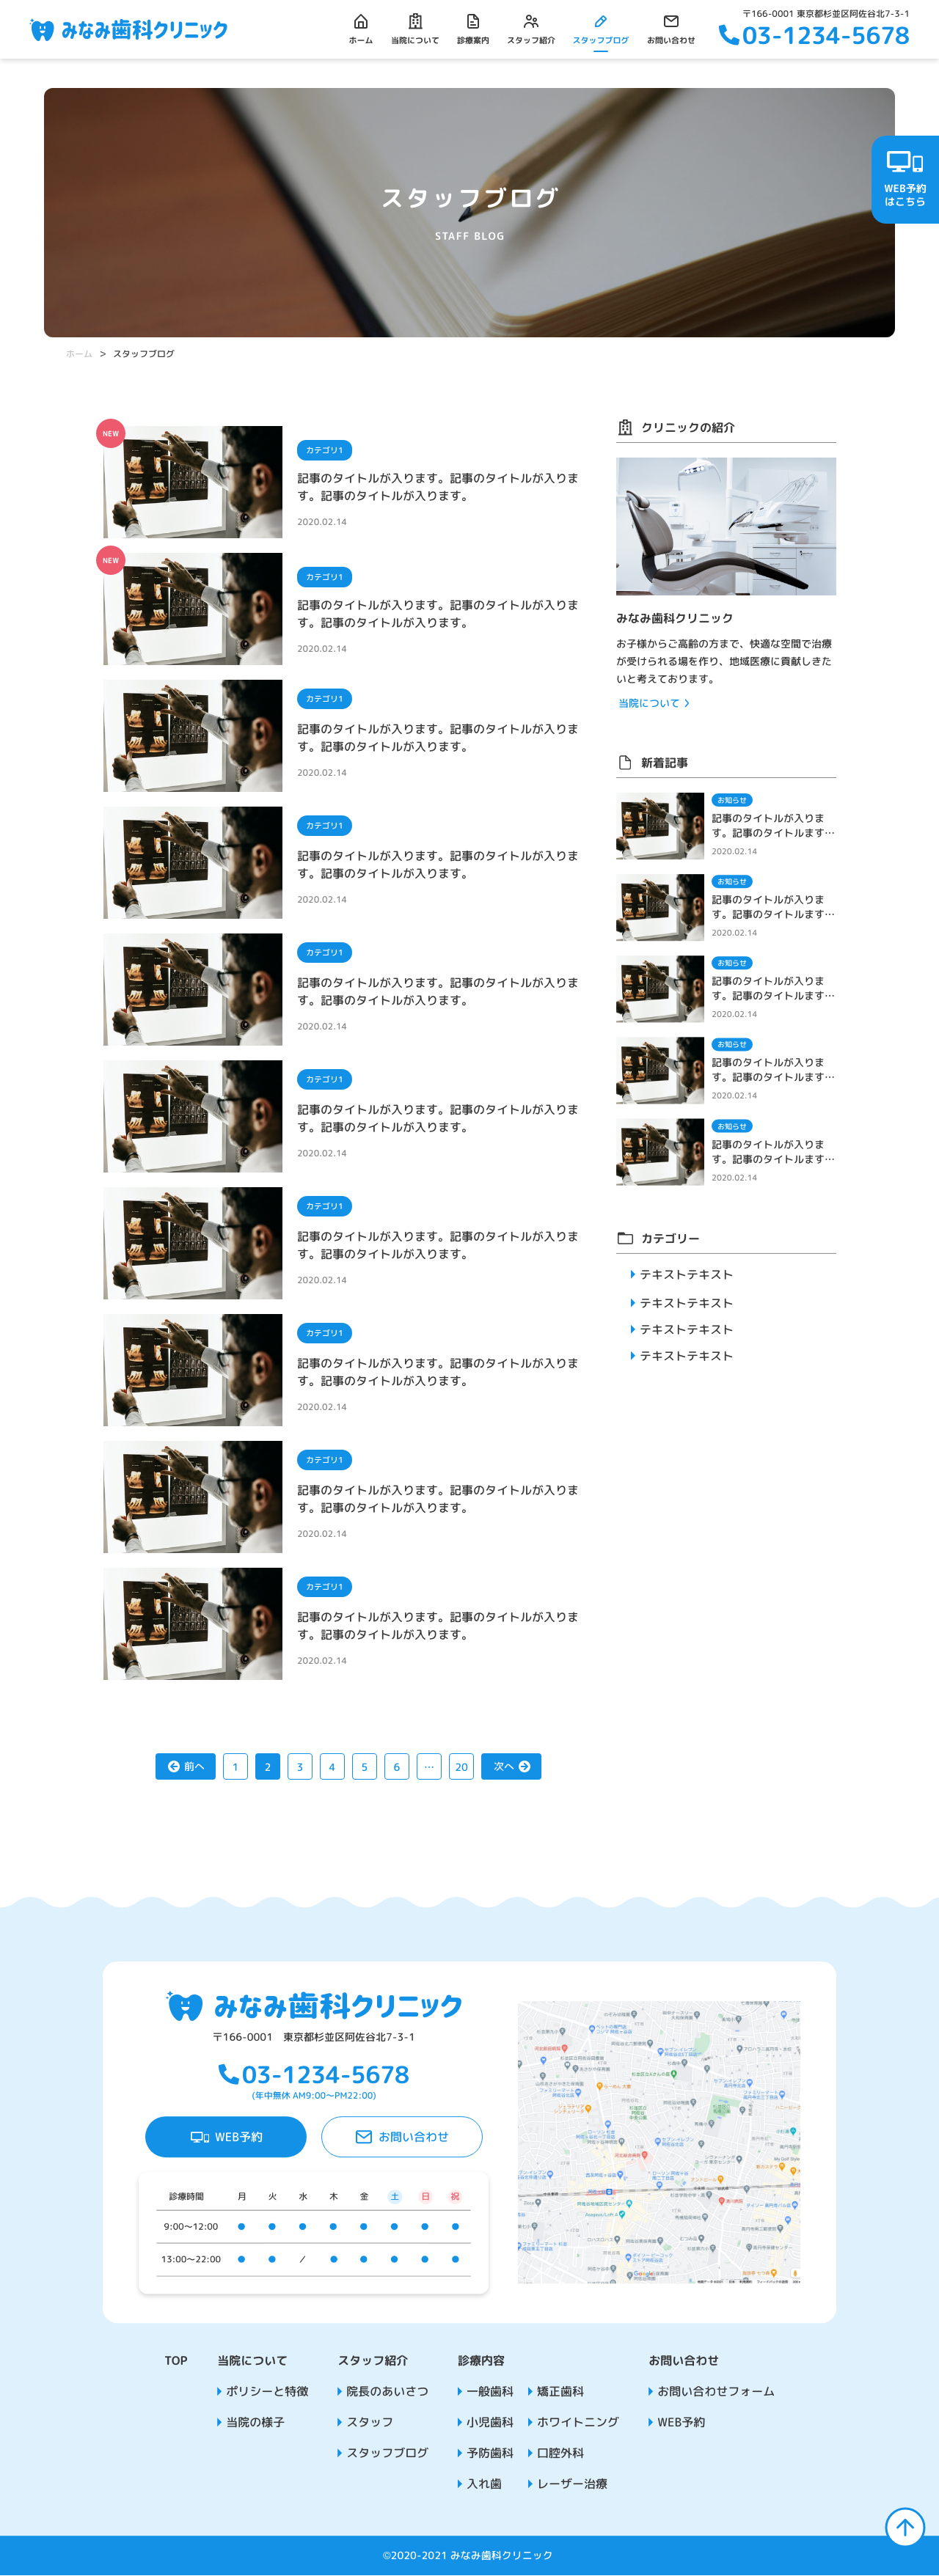 みなみ歯科クリニック
ホーム
当院について
診療案内
スタッフ紹介
スタッフブログ
お問い合わせ
〒166-0001 東京都杉並区阿佐谷北7-3-1
03-1234-5678
WEB予約
はこちら
スタッフブログ
STAFF BLOG
ホーム > スタッフブログ
NEW
カテゴリ1
記事のタイトルが入ります。記事のタイトルが入りま
す。記事のタイトルが入ります。
2020.02.14
NEW
カテゴリ1
記事のタイトルが入ります。記事のタイトルが入りま
す。記事のタイトルが入ります。
2020.02.14
カテゴリ1
記事のタイトルが入ります。記事のタイトルが入りま
す。記事のタイトルが入ります。
2020.02.14
カテゴリ1
記事のタイトルが入ります。記事のタイトルが入りま
す。記事のタイトルが入ります。
2020.02.14
カテゴリ1
記事のタイトルが入ります。記事のタイトルが入りま
す。記事のタイトルが入ります。
2020.02.14
カテゴリ1
記事のタイトルが入ります。記事のタイトルが入りま
す。記事のタイトルが入ります。
2020.02.14
カテゴリ1
記事のタイトルが入ります。記事のタイトルが入りま
す。記事のタイトルが入ります。
2020.02.14
カテゴリ1
記事のタイトルが入ります。記事のタイトルが入りま
す。記事のタイトルが入ります。
2020.02.14
カテゴリ1
記事のタイトルが入ります。記事のタイトルが入りま
す。記事のタイトルが入ります。
2020.02.14
カテゴリ1
記事のタイトルが入ります。記事のタイトルが入りま
す。記事のタイトルが入ります。
2020.02.14
前へ 1 2 3 4 5 6 … 20 次へ
クリニックの紹介
みなみ歯科クリニック
お子様からご高齢の方まで、快適な空間で治療
が受けられる場を作り、地域医療に貢献しきた
いと考えております。
当院について
新着記事
お知らせ
記事のタイトルが入りま
す。記事のタイトルます…
2020.02.14
お知らせ
記事のタイトルが入りま
す。記事のタイトルます…
2020.02.14
お知らせ
記事のタイトルが入りま
す。記事のタイトルます…
2020.02.14
お知らせ
記事のタイトルが入りま
す。記事のタイトルます…
2020.02.14
お知らせ
記事のタイトルが入りま
す。記事のタイトルます…
2020.02.14
カテゴリー
テキストテキスト
テキストテキスト
テキストテキスト
テキストテキスト
みなみ歯科クリニック
〒166-0001 東京都杉並区阿佐谷北7-3-1
03-1234-5678
(年中無休 AM9:00〜PM22:00)
WEB予約
お問い合わせ
診療時間 月 火 水 木 金 土 日 祝
9:00〜12:00 ● ● ● ● ● ● ● ●
13:00〜22:00 ● ● / ● ● ● ● ●
Google
TOP
当院について
ポリシーと特徴
当院の様子
スタッフ紹介
院長のあいさつ
スタッフ
スタッフブログ
診療内容
一般歯科
小児歯科
予防歯科
入れ歯
矯正歯科
ホワイトニング
口腔外科
レーザー治療
お問い合わせ
お問い合わせフォーム
WEB予約
©2020-2021 みなみ歯科クリニック